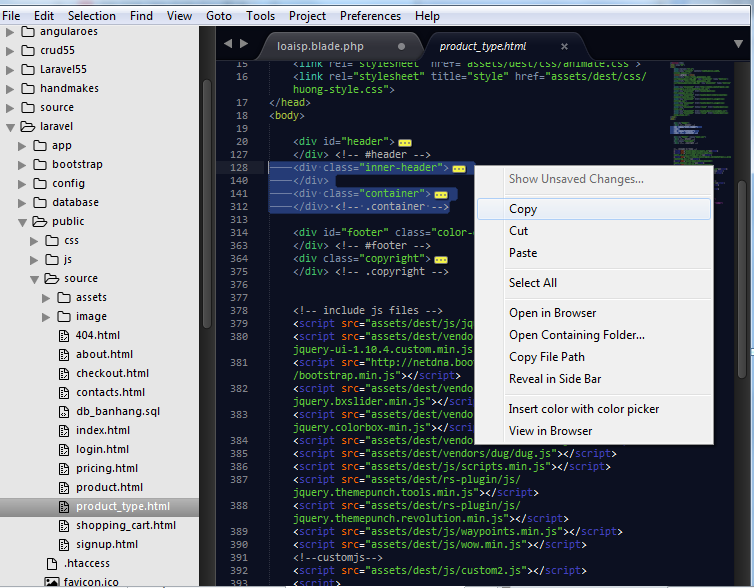 File Edit Selection Find View Goto Tools Project Preferences Help
angularoes
crud55
Laravel55
handmakes
source
laravel
app
bootstrap
config
database
public
css
js
source
assets
image
404.html
about.html
checkout.html
contacts.html
db_banhang.sql
index.html
login.html
pricing.html
product.html
product_type.html
shopping_cart.html
signup.html
.htaccess
favicon.ico
loaisp.blade.php
product_type.html
15 <link rel="stylesheet" href="assets/dest/css/animate.css">
16 <link rel="stylesheet" title="style" href="assets/dest/css/
huong-style.css">
17 </head>
18 <body>
19
20 <div id="header">
127 </div> <!-- #header -->
128 <div class="inner-header">
140 </div>
141 <div class="container">
312 </div> <!-- .container -->
313
314 <div id="footer" class="color-
363 </div> <!-- #footer -->
364 <div class="copyright">
375 </div> <!-- .copyright -->
376
377
378 <!-- include js files -->
379 <script src="assets/dest/js/jq
380 <script src="assets/dest/vendo
jquery-ui-1.10.4.custom.min.js
381 <script src="http://netdna.boo
/bootstrap.min.js"></script>
382 <script src="assets/dest/vendo
jquery.bxslider.min.js"></scri
383 <script src="assets/dest/vendo
jquery.colorbox-min.js"></scri
384 <script src="assets/dest/vendo
385 <script src="assets/dest/vendors/dug/dug.js"></script>
386 <script src="assets/dest/js/scripts.min.js"></script>
387 <script src="assets/dest/rs-plugin/js/
jquery.themepunch.tools.min.js"></script>
388 <script src="assets/dest/rs-plugin/js/
jquery.themepunch.revolution.min.js"></script>
389 <script src="assets/dest/js/waypoints.min.js"></script>
390 <script src="assets/dest/js/wow.min.js"></script>
391 <!--customjs-->
392 <script src="assets/dest/js/custom2.js"></script>
393 <script>
Show Unsaved Changes...
Copy
Cut
Paste
Select All
Open in Browser
Open Containing Folder...
Copy File Path
Reveal in Side Bar
Insert color with color picker
View in Browser